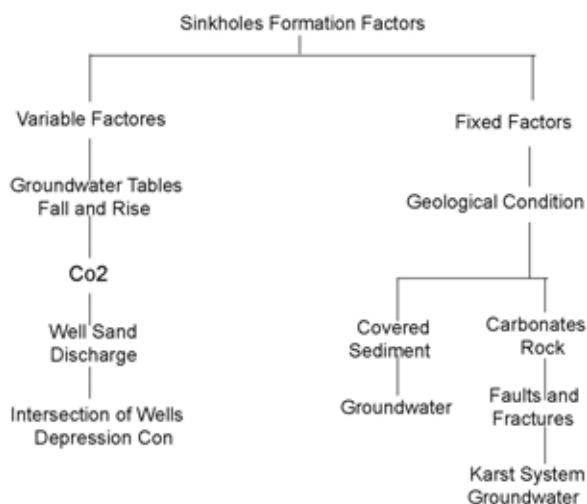 Sinkholes Formation Factors
Variable Factores
Fixed Factors
Groundwater Tables
Fall and Rise
Geological Condition
Co2
Well Sand
Discharge
Covered
Sediment
Carbonates
Rock
Intersection of Wells
Depression Con
Groundwater
Faults and
Fractures
Karst System
Groundwater